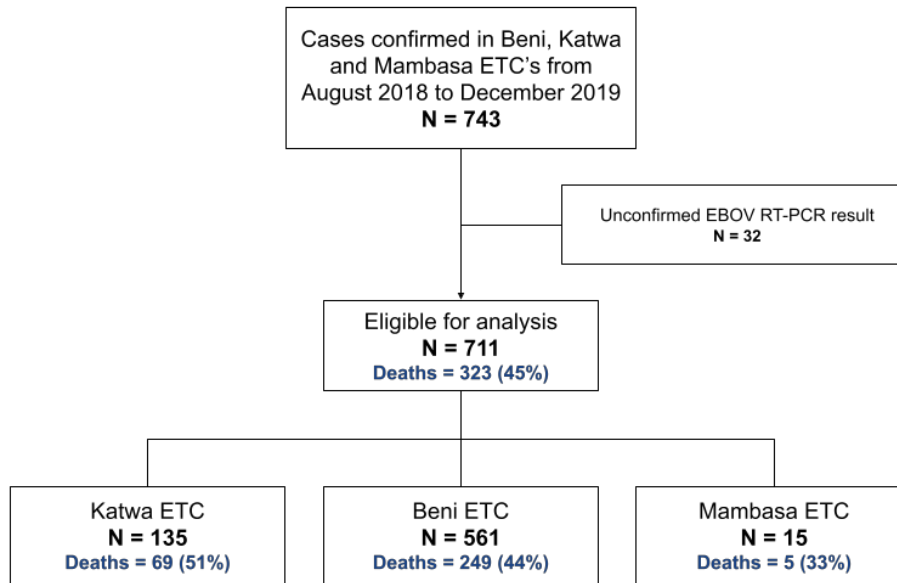 Cases confirmed in Beni, Katwa
and Mambasa ETC's from
August 2018 to December 2019
N = 743
Unconfirmed EBOV RT-PCR result
N = 32
Eligible for analysis
N = 711
Deaths = 323 (45%)
Katwa ETC
N = 135
Deaths = 69 (51%)
Beni ETC
N = 561
Deaths = 249 (44%)
Mambasa ETC
N = 15
Deaths = 5 (33%)